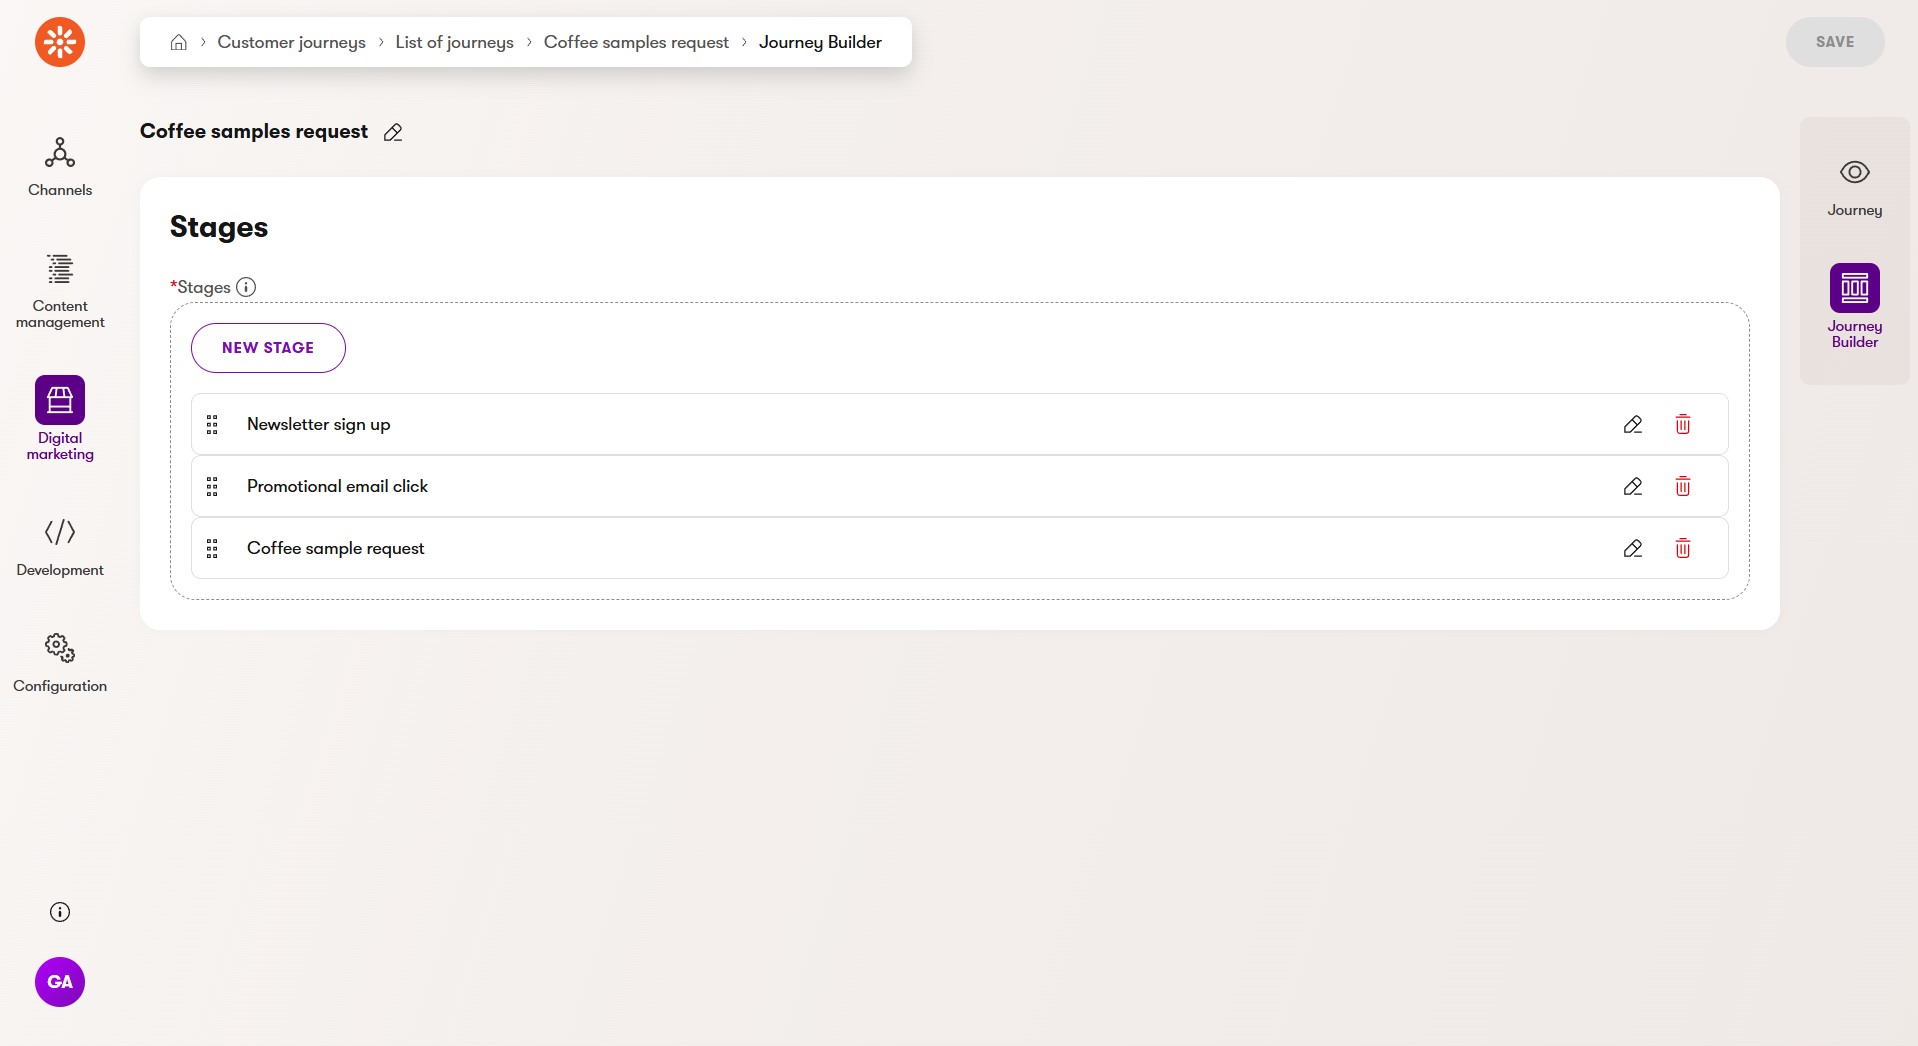 Customer journeys
List of journeys
Coffee samples request
Journey Builder
SAVE
Coffee samples request
Channels
Content
management
Digital
marketing
Development
Configuration
GA
Stages
*Stages
NEW STAGE
Newsletter sign up
Promotional email click
Coffee sample request
Journey
Journey
Builder